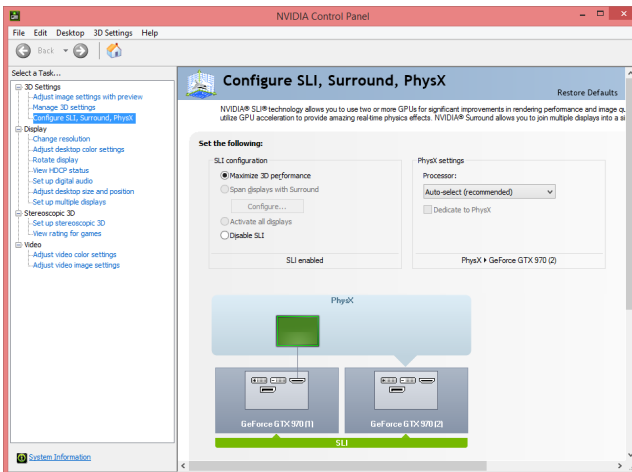 NVIDIA Control Panel
File Edit Desktop 3D Settings Help
Back
Select a Task...
3D Settings
Adjust image settings with preview
Manage 3D settings
Configure SLI, Surround, PhysX
Display
Change resolution
Adjust desktop color settings
Rotate display
View HDCP status
Set up digital audio
Adjust desktop size and position
Set up multiple displays
Stereoscopic 3D
Set up stereoscopic 3D
View rating for games
Video
Adjust video color settings
Adjust video image settings
System Information
Configure SLI, Surround, PhysX
Restore Defaults
NVIDIA® SLI® technology allows you to use two or more GPUs for significant improvements in rendering performance and image qu
utilize GPU acceleration to provide amazing real-time physics effects. NVIDIA® Surround allows you to join multiple displays into a si
Set the following:
SLI configuration
Maximize 3D performance
Span displays with Surround
Configure...
Activate all displays
Disable SLI
SLI enabled
PhysX settings
Processor:
Auto-select (recommended)
Dedicate to PhysX
PhysX GeForce GTX 970 (2)
PhysX
GeForce GTX 970 (1)
GeForce GTX 970 (2)
SLI